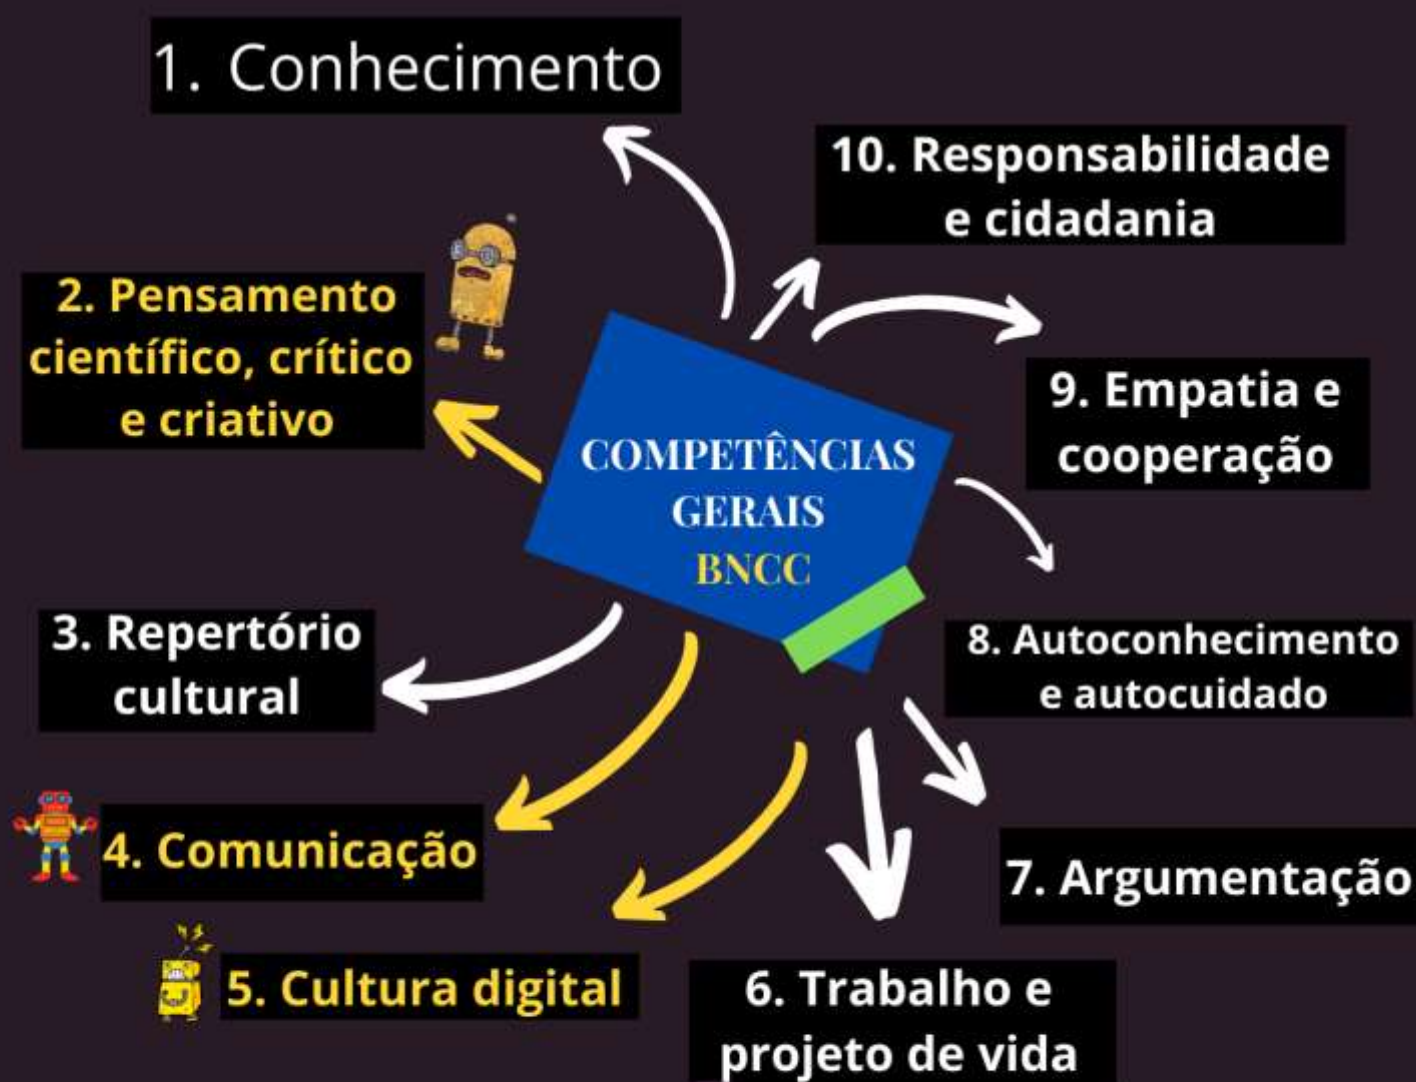 COMPETÊNCIAS
GERAIS
BNCC
1. Conhecimento
2. Pensamento
científico, crítico
e criativo
3. Repertório
cultural
4. Comunicação
5. Cultura digital
6. Trabalho e
projeto de vida
7. Argumentação
8. Autoconhecimento
e autocuidado
9. Empatia e
cooperação
10. Responsabilidade
e cidadania